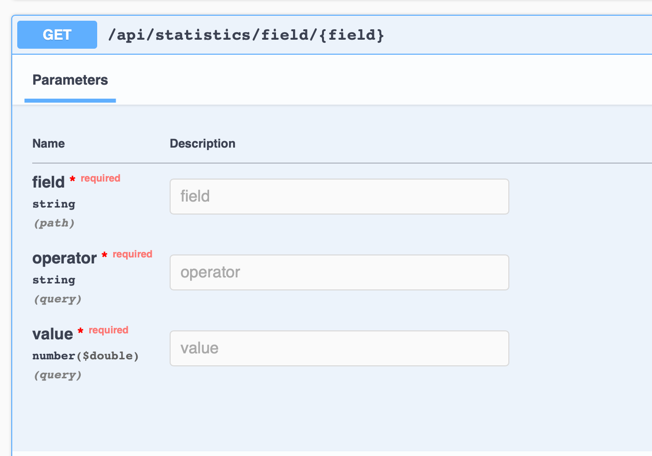 GET /api/statistics/field/{field}
Parameters
Name Description
field * required
field
string
(path)
operator * required
operator
string
(query)
value * required
value
number($double)
(query)